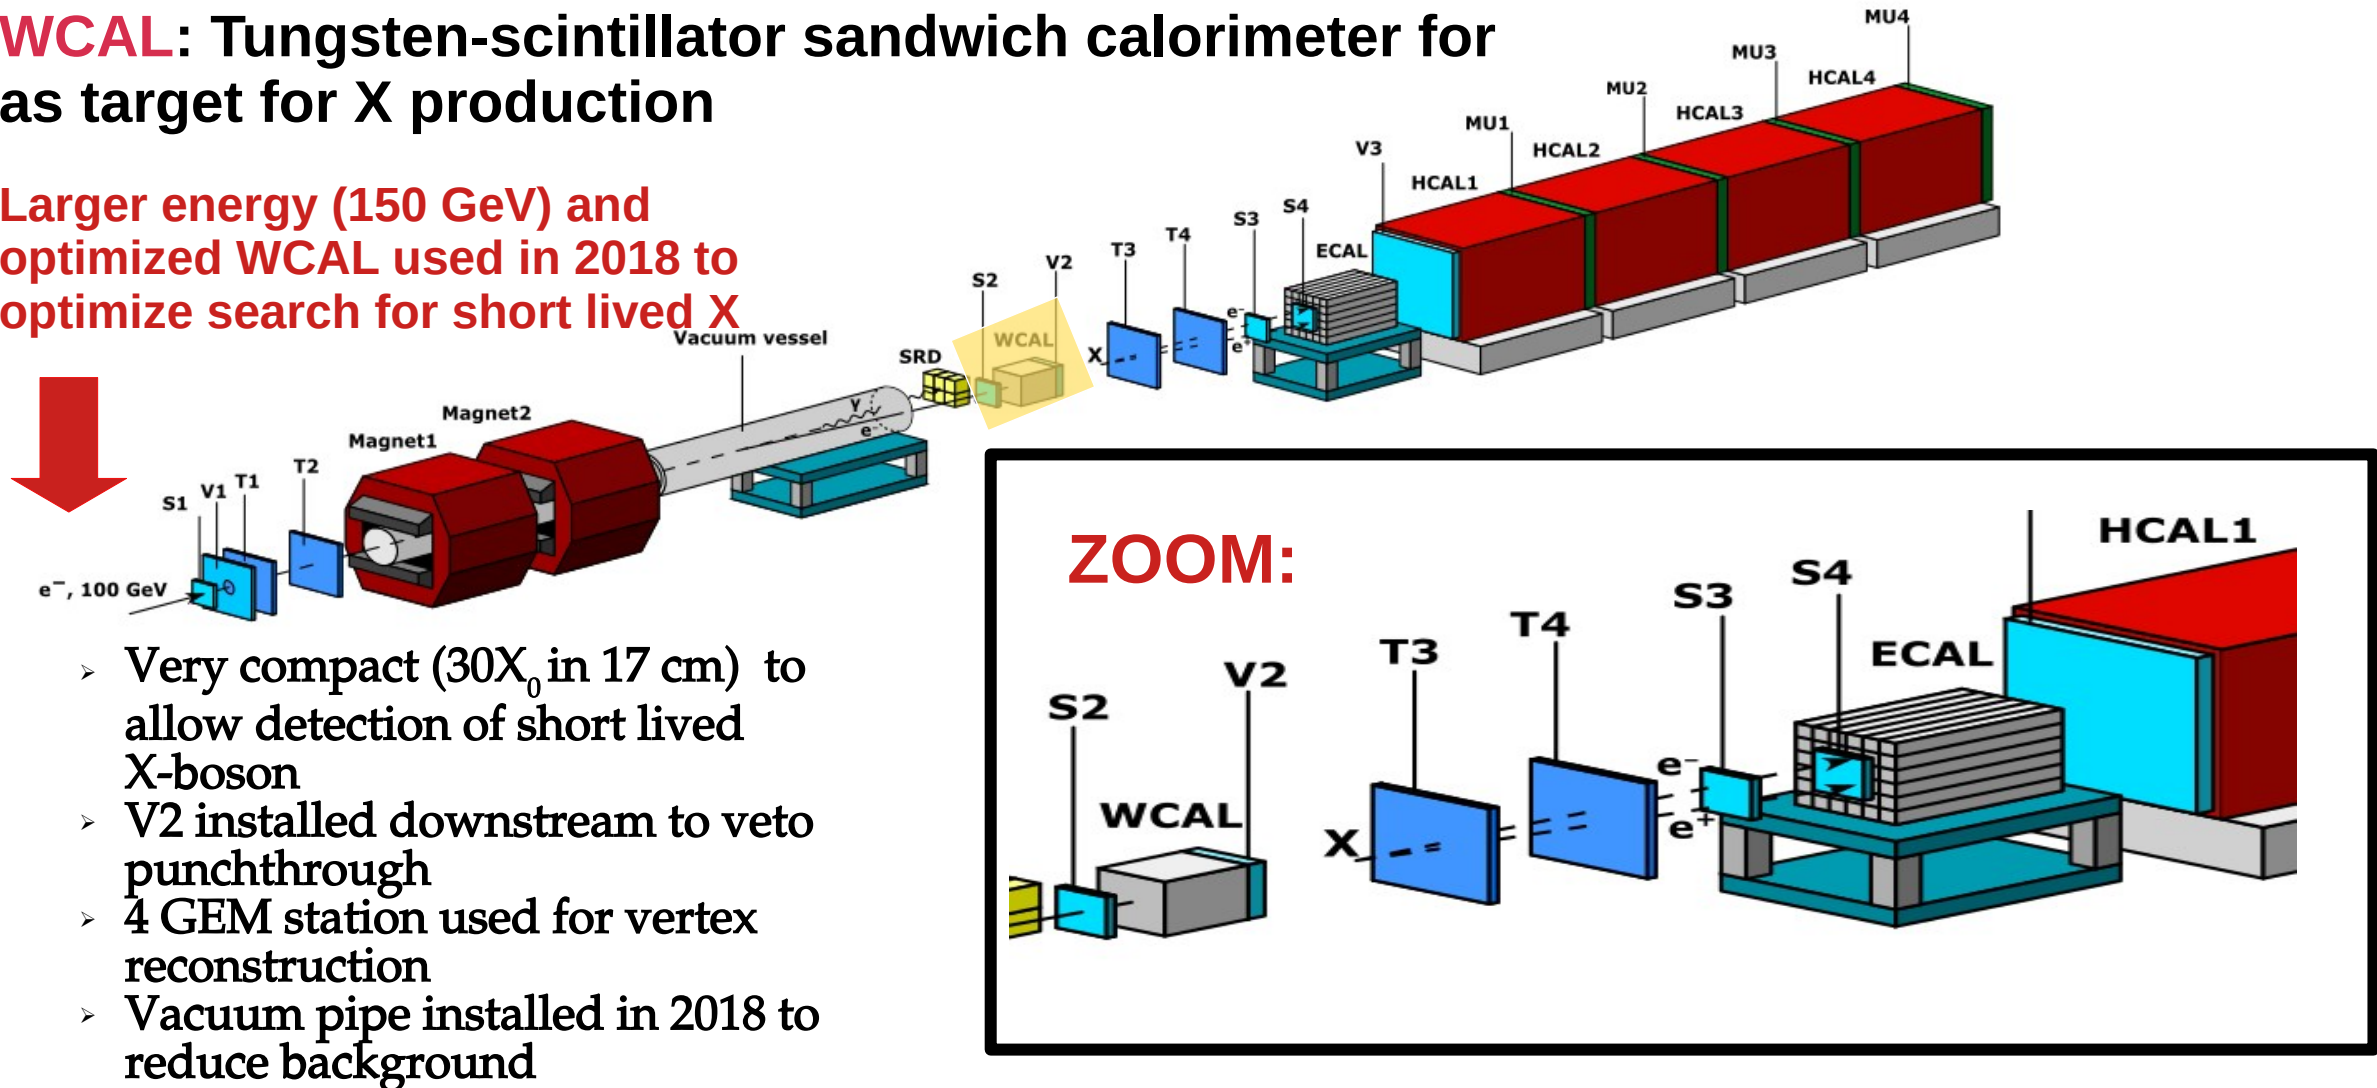 WCAL: Tungsten-scintillator sandwich calorimeter for
as target for X production
Larger energy (150 GeV) and
optimized WCAL used in 2018 to
optimize search for short lived X
MU4
MU3
HCAL4
MU2
HCAL3
MU1
HCAL2
V3
HCAL1
S4
S3
ECAL
T4
T3
V2
S2
WCAL
e⁻
e⁺
X
SRD
Vacuum vessel
γ
e⁻
Magnet2
Magnet1
T2
T1
V1
S1
e⁻, 100 GeV
➢ Very compact (30X₀ in 17 cm) to
allow detection of short lived
X-boson
➢ V2 installed downstream to veto
punchthrough
➢ 4 GEM station used for vertex
reconstruction
➢ Vacuum pipe installed in 2018 to
reduce background
ZOOM:
HCAL1
S4
S3
ECAL
T4
T3
V2
S2
WCAL
e⁻
e⁺
X